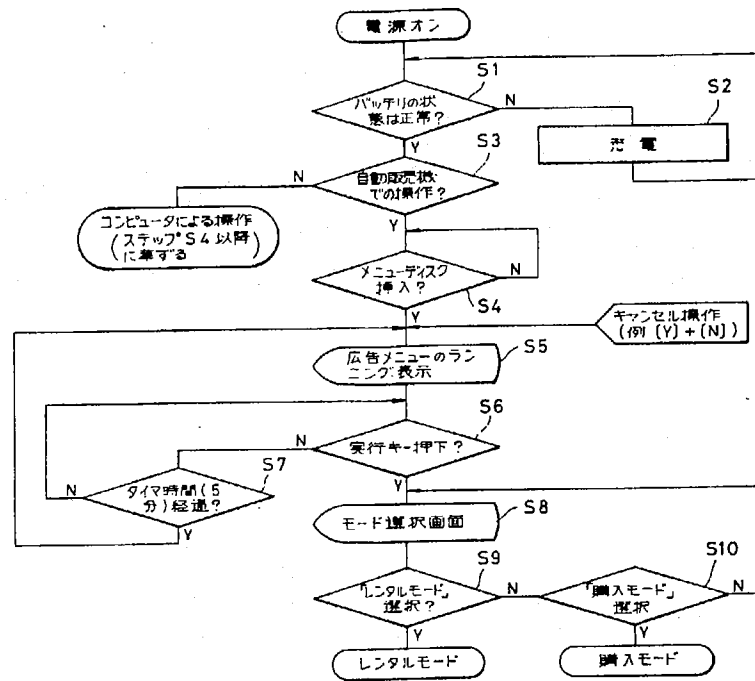 電源オン
S1
バッテリの状
態は正常?
N
S2
充電
Y
S3
自動販売機
での操作?
N
コンピュータによる操作
(ステップS4以降
に準ずる)
Y
メニューディスク
挿入?
N
S4
Y
キャンセル操作
(例 [Y]+[N])
広告メニューのラン
ニング表示
S5
S6
実行キー押下?
N
S7
タイマ時間(5
分)経過?
N
Y
Y
モード選択画面
S8
S9
「レンタルモード」
選択?
N
S10
「購入モード」
選択
N
Y
Y
レンタルモード
購入モード